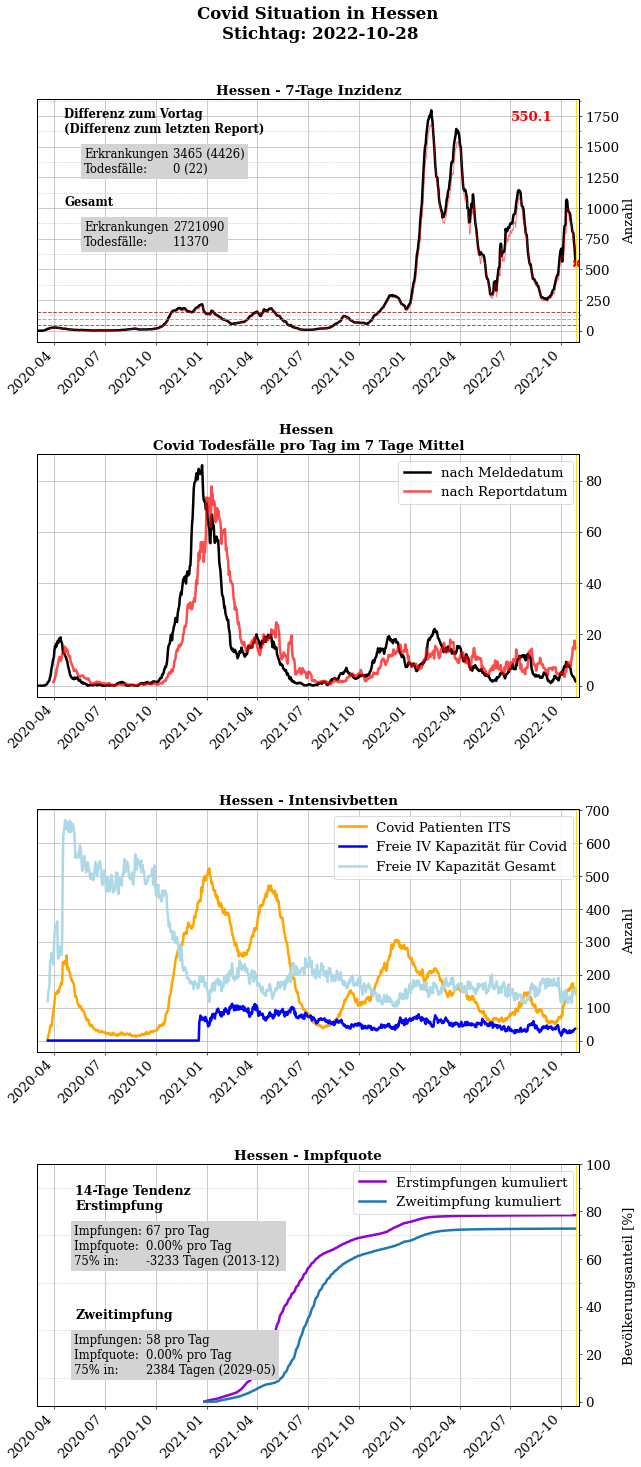 Covid Situation in Hessen
Stichtag: 2022-10-28
Hessen - 7-Tage Inzidenz
Differenz zum Vortag
(Differenz zum letzten Report)
Erkrankungen 3465 (4426)
Todesfälle: 0 (22)
Gesamt
Erkrankungen 2721090
Todesfälle: 11370
550.1
1750
1500
1250
1000
750
500
250
0
Anzahl
2020-04
2020-07
2020-10
2021-01
2021-04
2021-07
2021-10
2022-01
2022-04
2022-07
2022-10
Hessen
Covid Todesfälle pro Tag im 7 Tage Mittel
nach Meldedatum
nach Reportdatum
80
60
40
20
0
2020-04
2020-07
2020-10
2021-01
2021-04
2021-07
2021-10
2022-01
2022-04
2022-07
2022-10
Hessen - Intensivbetten
Covid Patienten ITS
Freie IV Kapazität für Covid
Freie IV Kapazität Gesamt
700
600
500
400
300
200
100
0
Anzahl
2020-04
2020-07
2020-10
2021-01
2021-04
2021-07
2021-10
2022-01
2022-04
2022-07
2022-10
Hessen - Impfquote
14-Tage Tendenz
Erstimpfung
Impfungen: 67 pro Tag
Impfquote: 0.00% pro Tag
75% in: -3233 Tagen (2013-12)
Zweitimpfung
Impfungen: 58 pro Tag
Impfquote: 0.00% pro Tag
75% in: 2384 Tagen (2029-05)
Erstimpfungen kumuliert
Zweitimpfung kumuliert
100
80
60
40
20
0
Bevölkerungsanteil [%]
2020-04
2020-07
2020-10
2021-01
2021-04
2021-07
2021-10
2022-01
2022-04
2022-07
2022-10